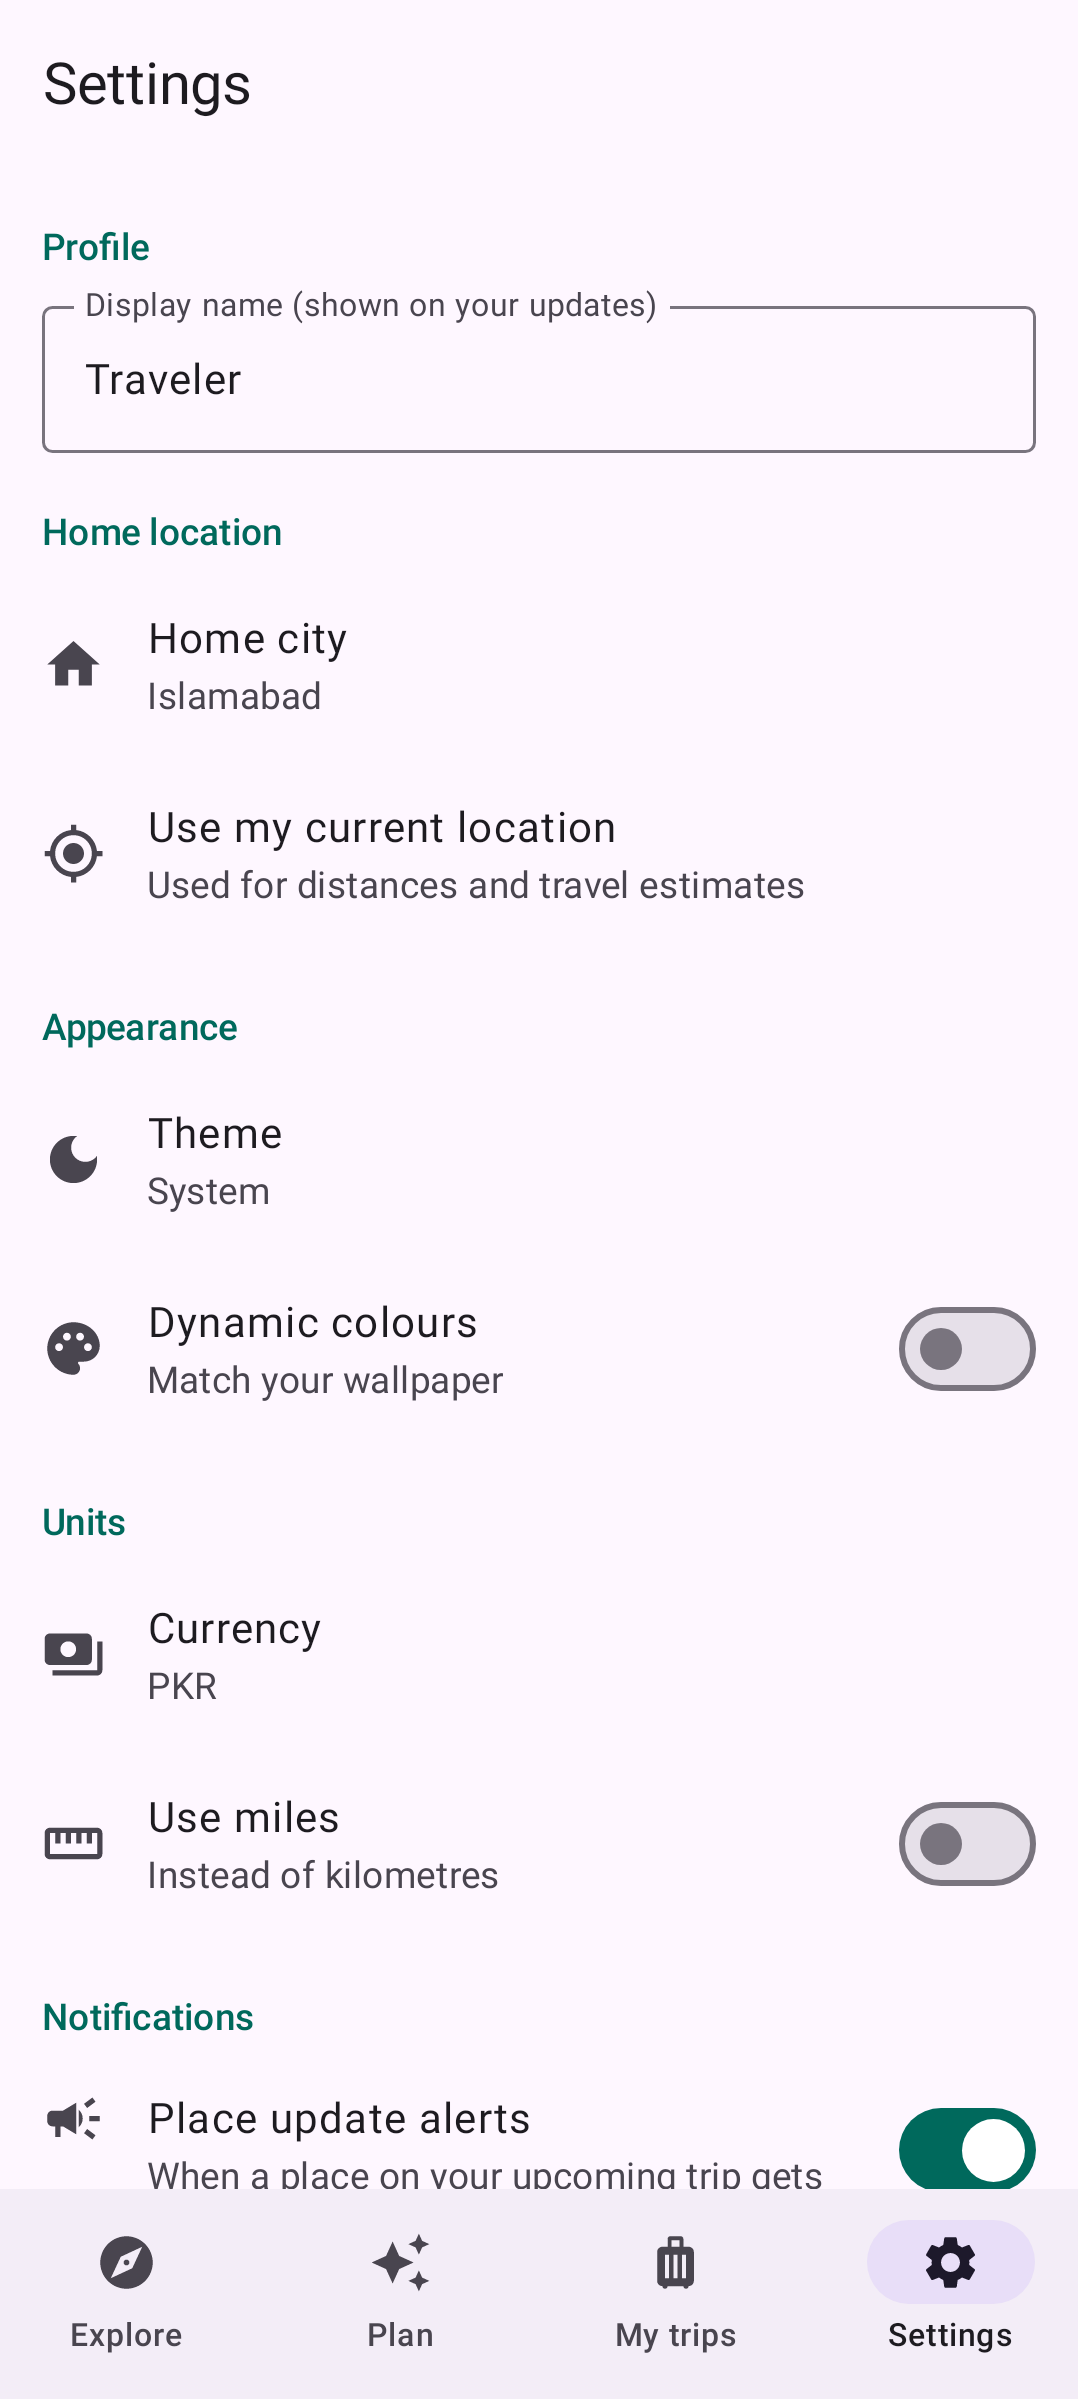 Settings
Profile
Display name (shown on your updates)
Traveler
Home location
Home city
Islamabad
Use my current location
Used for distances and travel estimates
Appearance
Theme
System
Dynamic colours
Match your wallpaper
Units
Currency
PKR
Use miles
Instead of kilometres
Notifications
Place update alerts
When a place on your upcoming trip gets
Explore
Plan
My trips
Settings